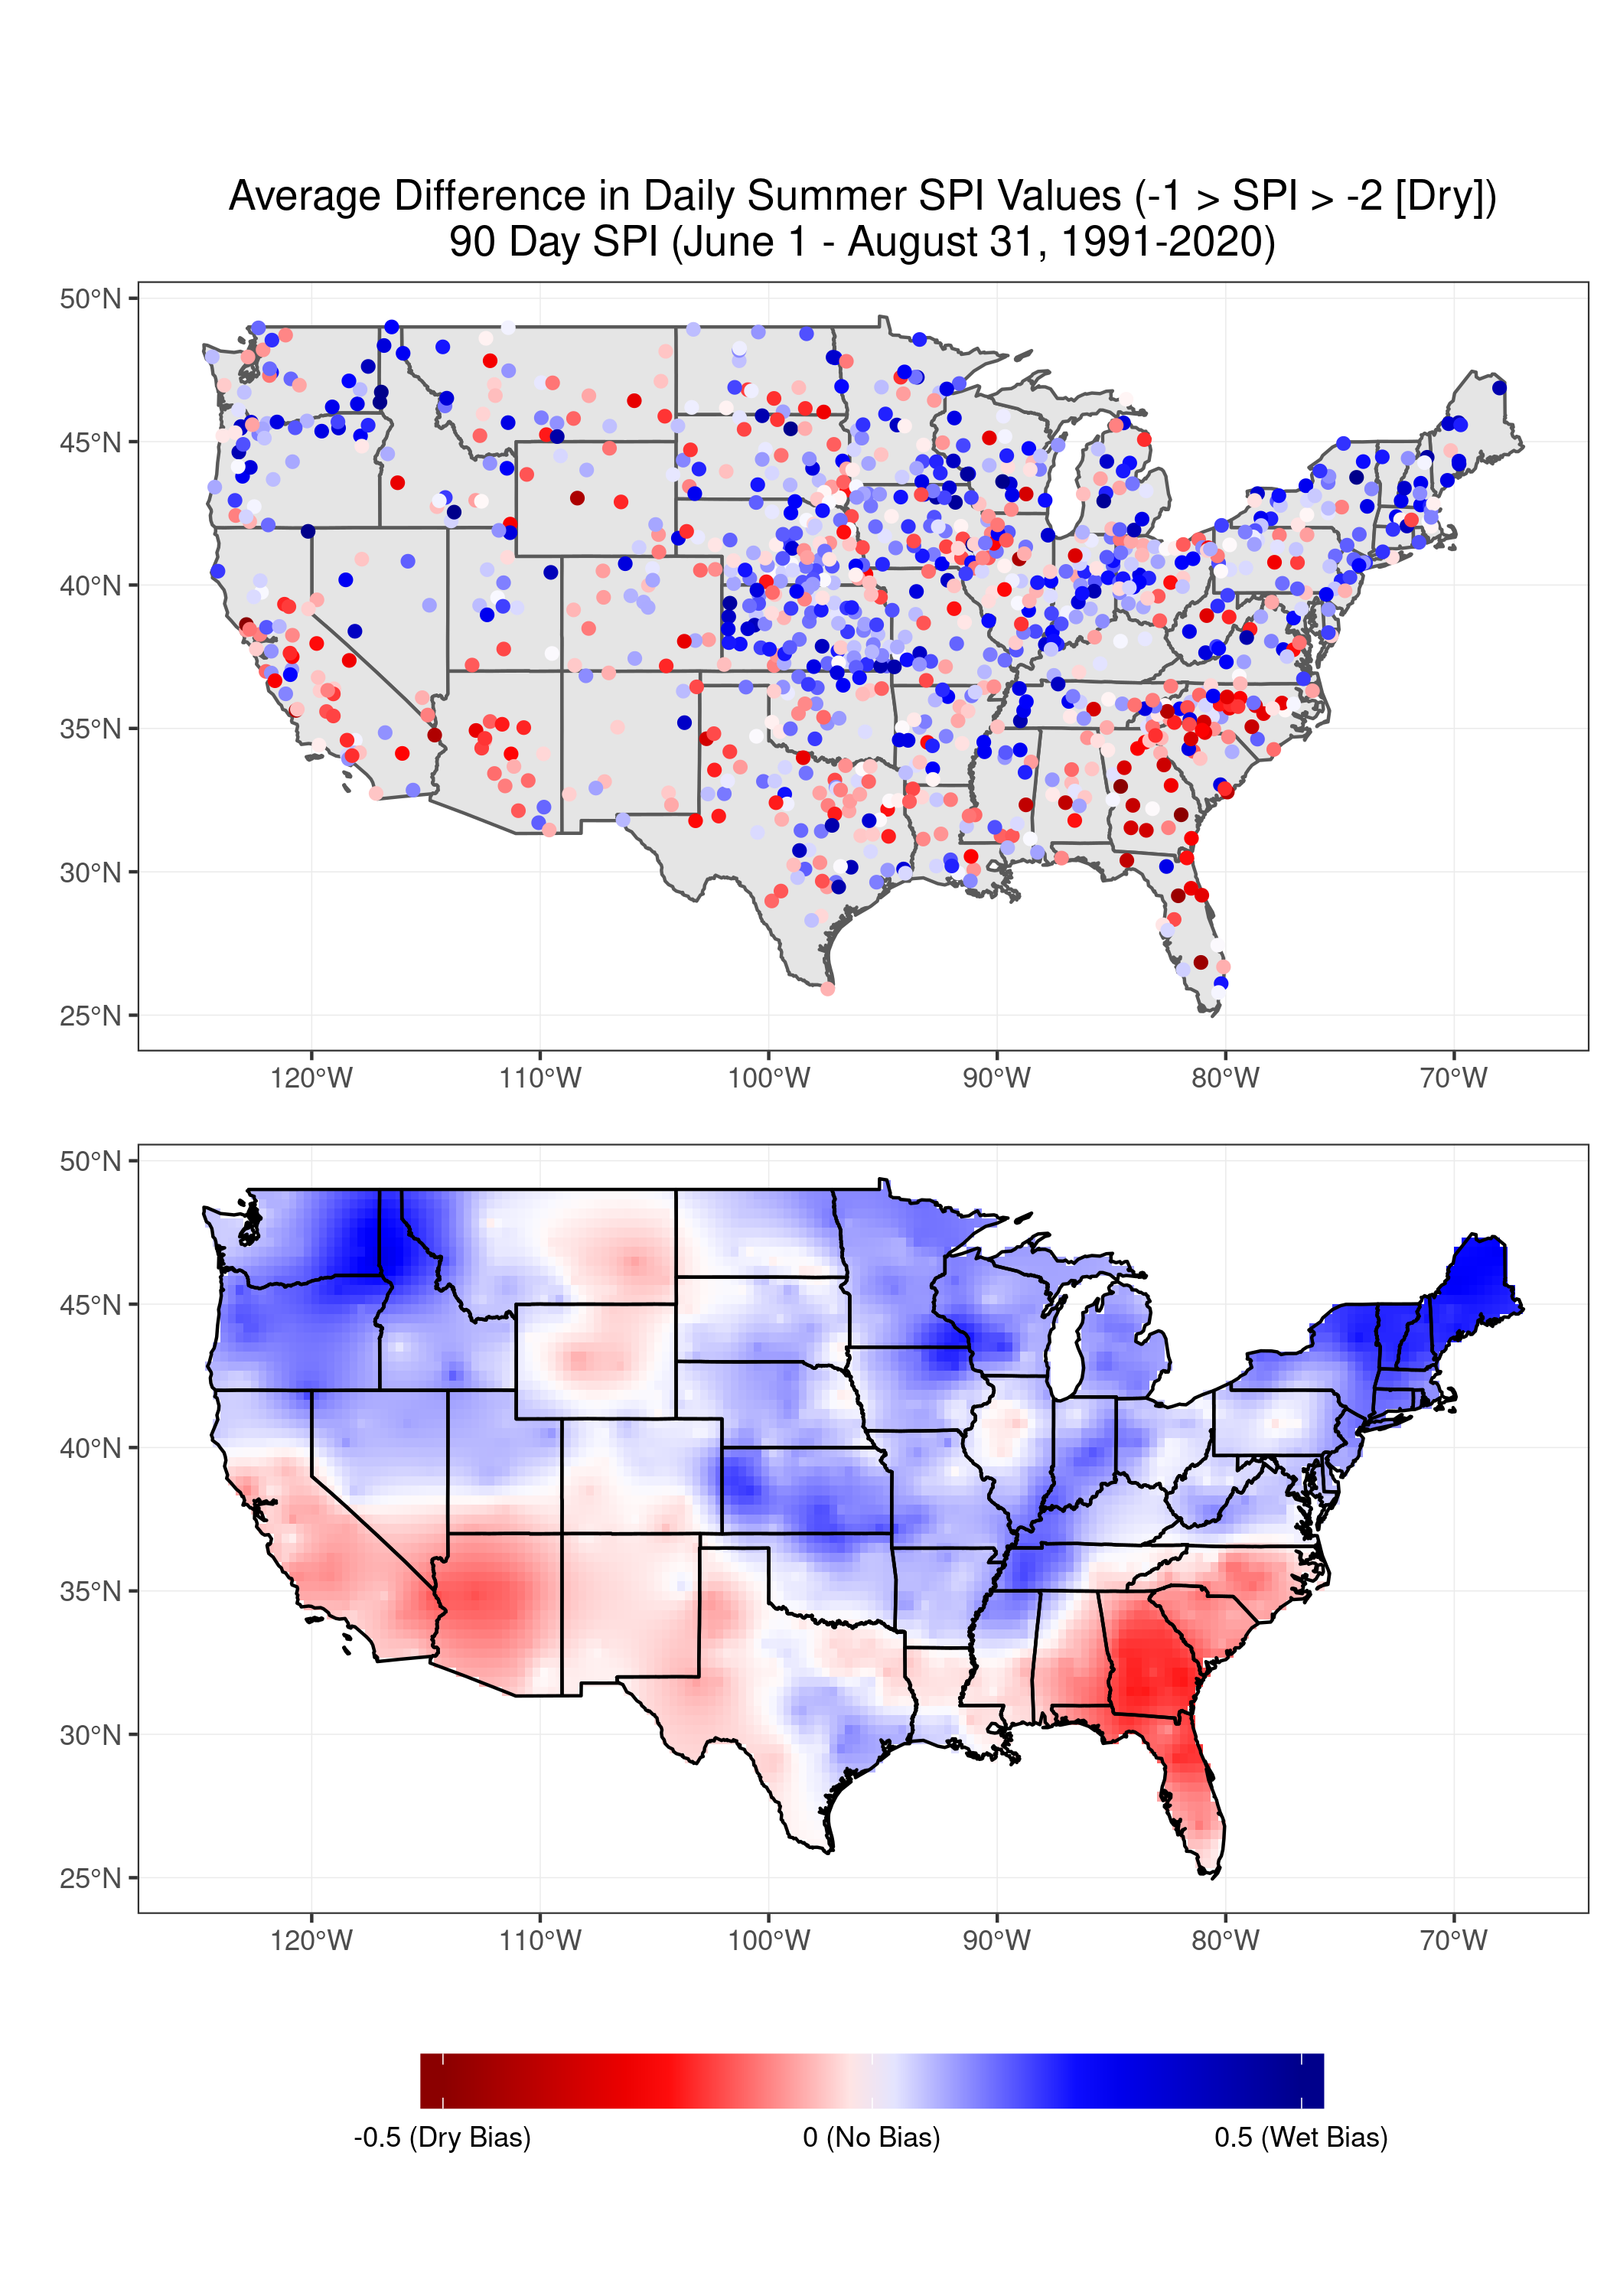 Average Difference in Daily Summer SPI Values (-1 > SPI > -2 [Dry])
90 Day SPI (June 1 - August 31, 1991-2020)
50°N
45°N
40°N
35°N
30°N
25°N
120°W 110°W 100°W 90°W 80°W 70°W
50°N
45°N
40°N
35°N
30°N
25°N
120°W 110°W 100°W 90°W 80°W 70°W
-0.5 (Dry Bias) 0 (No Bias) 0.5 (Wet Bias)